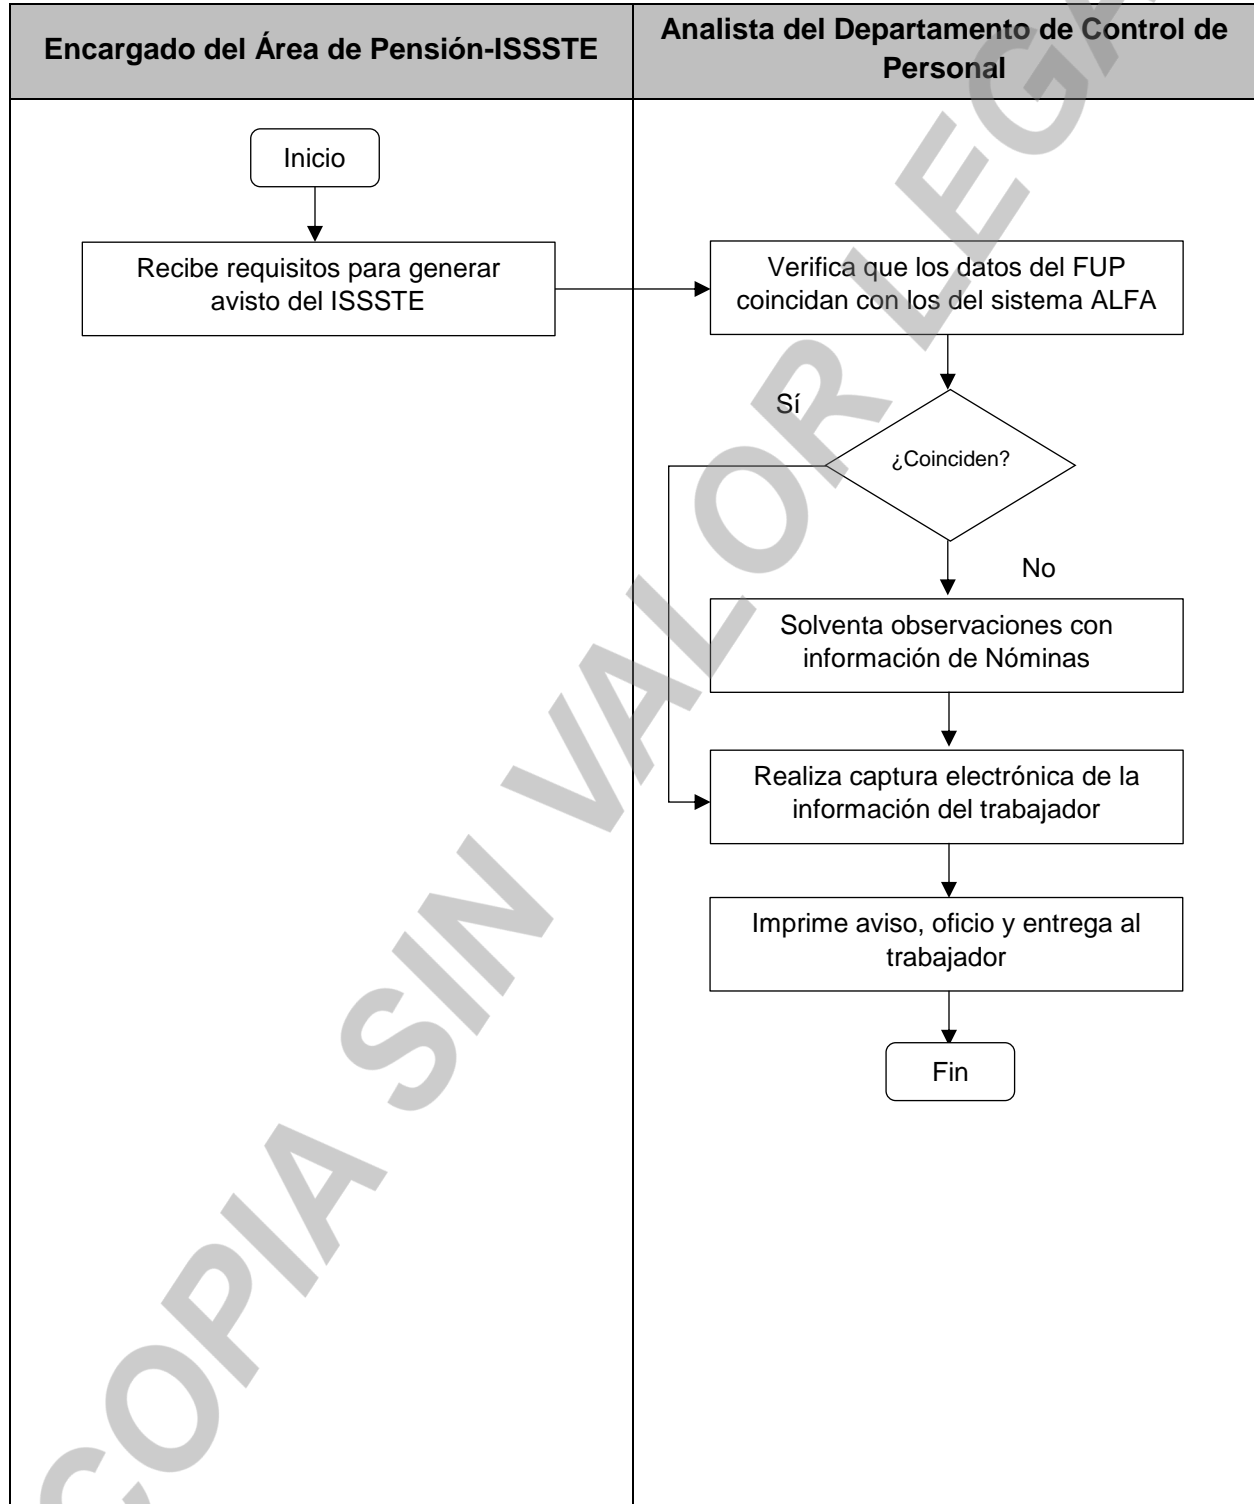 Encargado del Área de Pensión-ISSSTE
Analista del Departamento de Control de
Personal
Inicio
Recibe requisitos para generar
avisto del ISSSTE
Verifica que los datos del FUP
coincidan con los del sistema ALFA
Sí
¿Coinciden?
No
Solventa observaciones con
información de Nóminas
Realiza captura electrónica de la
información del trabajador
Imprime aviso, oficio y entrega al
trabajador
Fin
COPIA SIN VALOR LEGA